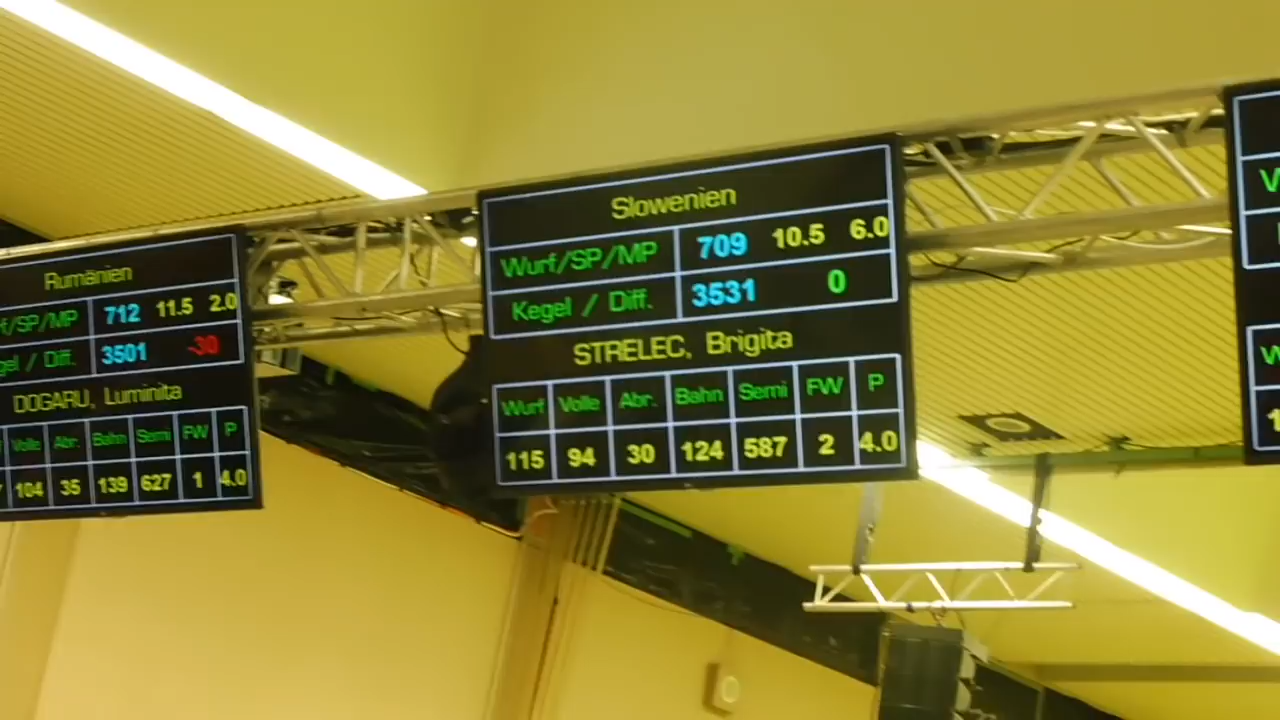 Rumänien
/SP/MP 712 11.5 2.0
/ Diff. 3501 -30
DOGARU, Luminita
Volle Abr. Bahn Semi FW P
104 35 139 627 1 4.0
Slowenien
Wurf/SP/MP 709 10.5 6.0
Kegel / Diff. 3531 0
STRELEC, Brigita
Wurf Volle Abr. Bahn Semi FW P
115 94 30 124 587 2 4.0